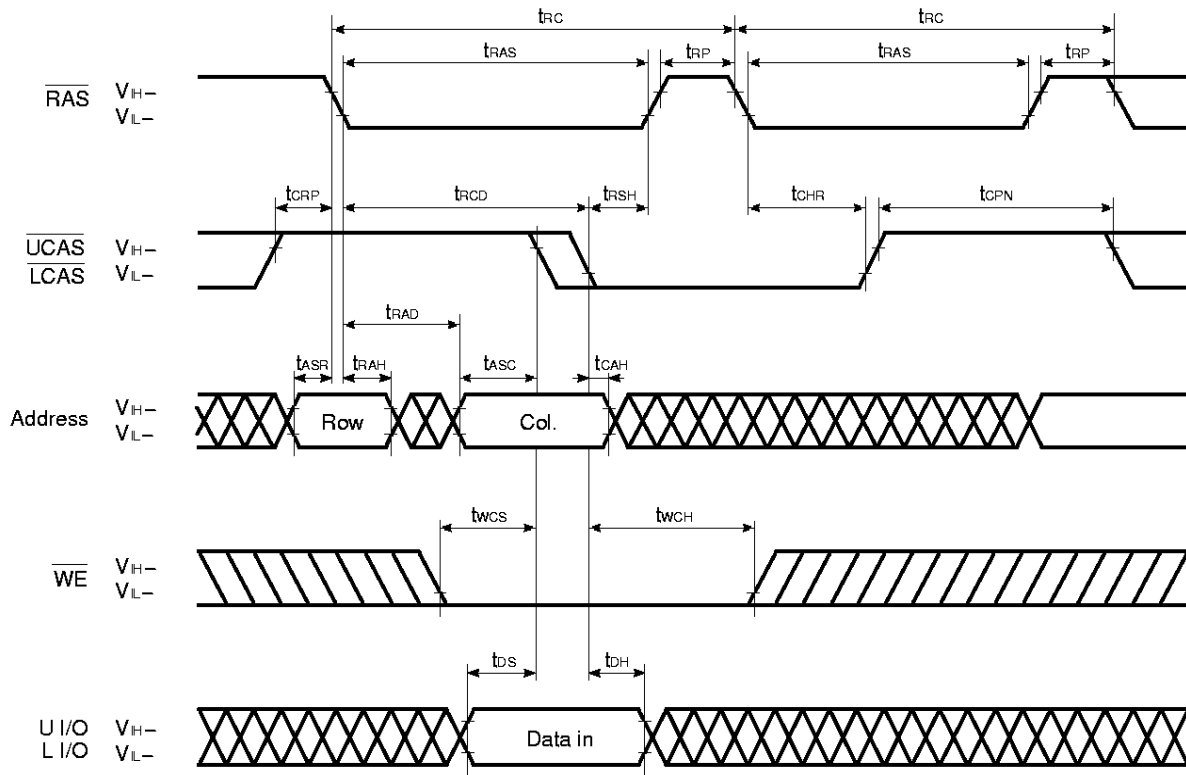 tRC tRC
tRAS tRP tRAS tRP
RAS VIH–
VIL–
tCRP tRCD tRSH tCHR tCPN
UCAS VIH–
LCAS VIL–
tRAD
tASR tRAH tASC tCAH
Address VIH–
VIL–
Row Col.
tWCS tWCH
WE VIH–
VIL–
tDS tDH
U I/O VIH–
L I/O VIL–
Data in